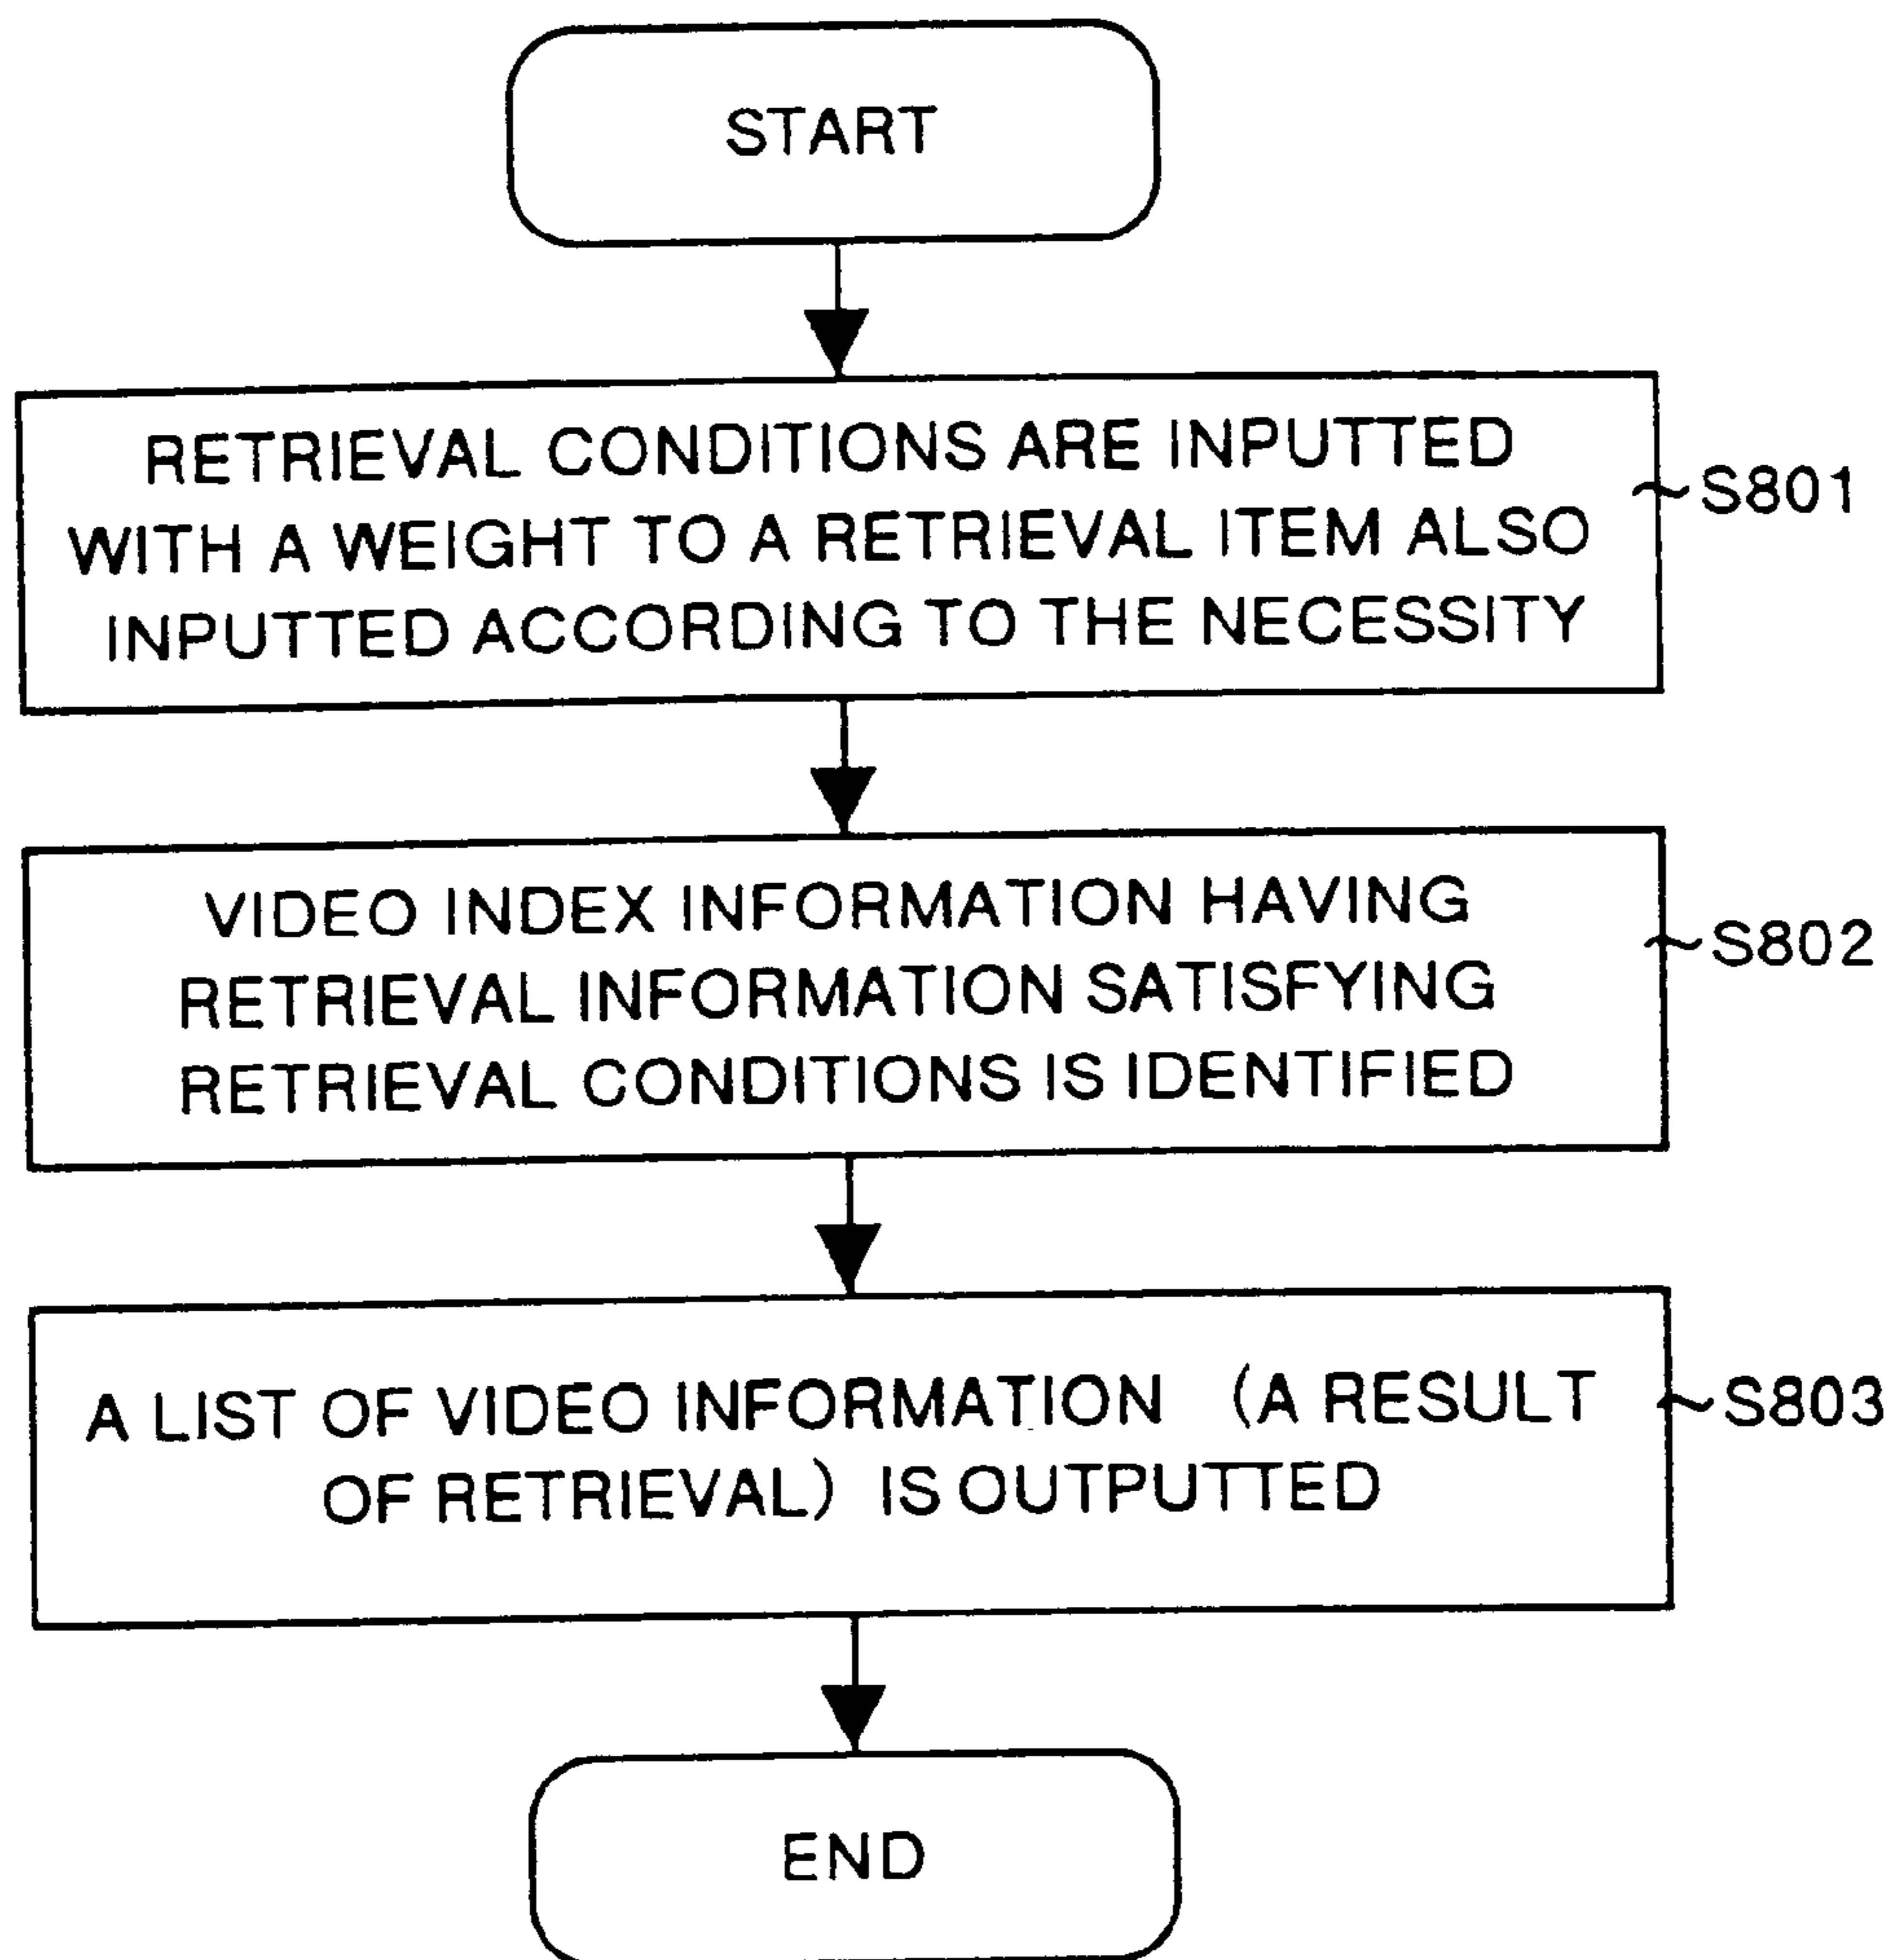 START
RETRIEVAL CONDITIONS ARE INPUTTED
WITH A WEIGHT TO A RETRIEVAL ITEM ALSO
INPUTTED ACCORDING TO THE NECESSITY
~S801
VIDEO INDEX INFORMATION HAVING
RETRIEVAL INFORMATION SATISFYING
RETRIEVAL CONDITIONS IS IDENTIFIED
~S802
A LIST OF VIDEO INFORMATION (A RESULT
OF RETRIEVAL) IS OUTPUTTED
~S803
END